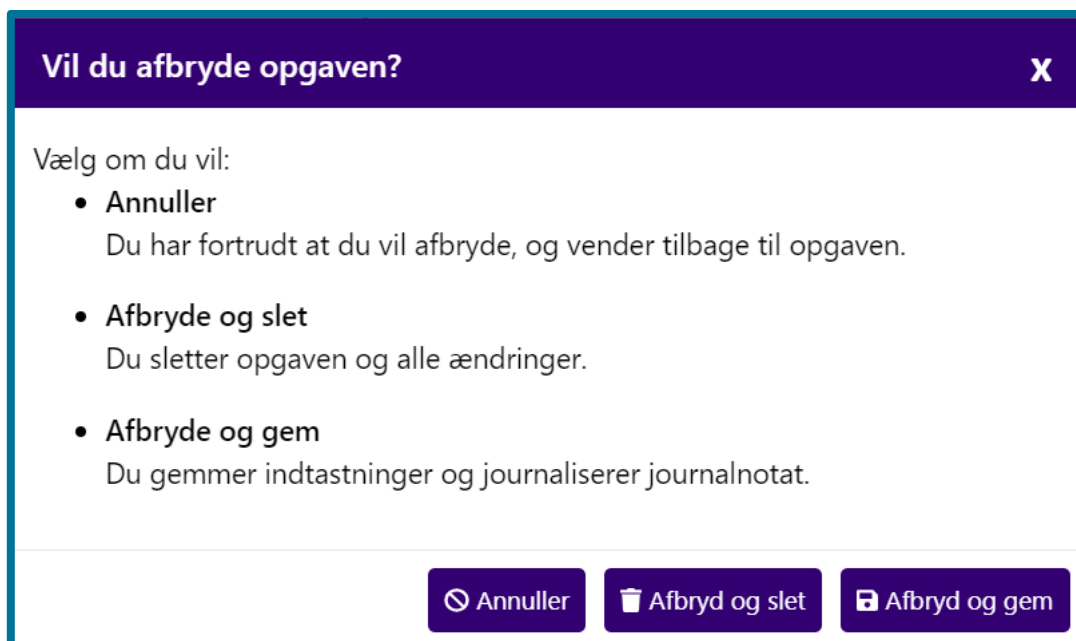 Vil du afbryde opgaven? X
Vælg om du vil:
• Annuller
Du har fortrudt at du vil afbryde, og vender tilbage til opgaven.
• Afbryde og slet
Du sletter opgaven og alle ændringer.
• Afbryde og gem
Du gemmer indtastninger og journaliserer journalnotat.
Annuller Afbryd og slet Afbryd og gem